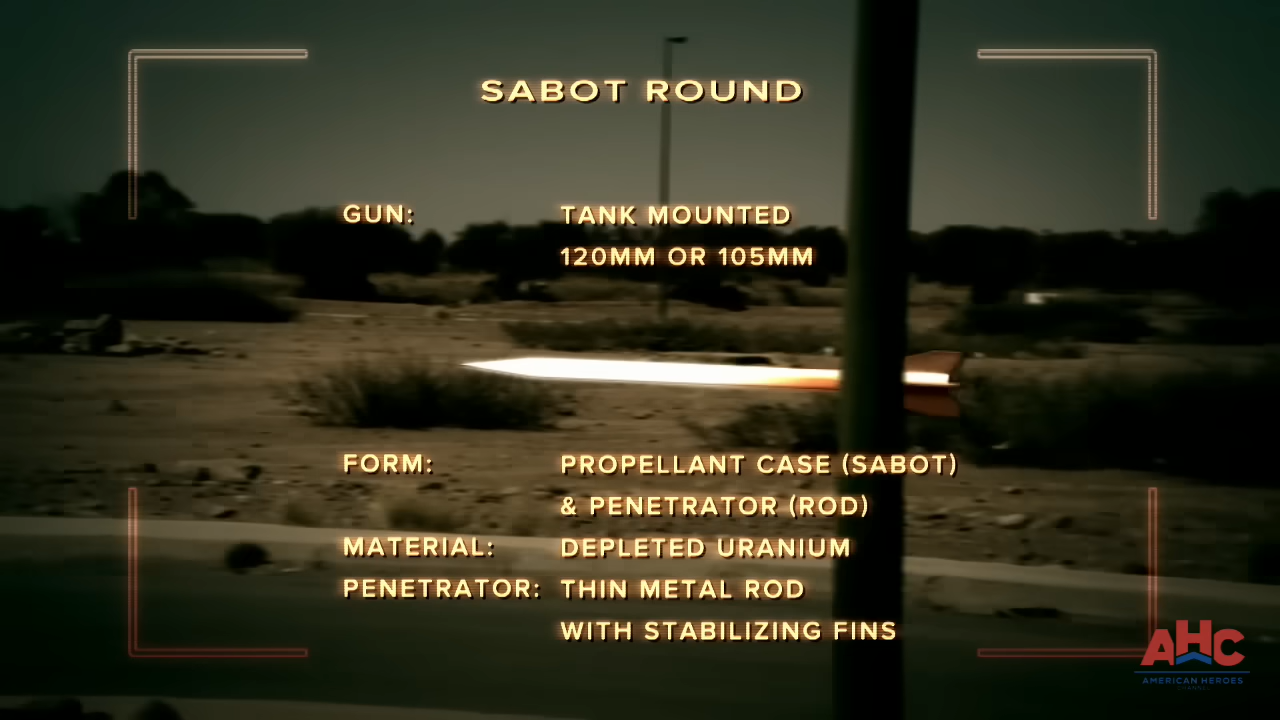 SABOT ROUND
GUN: TANK MOUNTED
120MM OR 105MM
FORM: PROPELLANT CASE (SABOT)
& PENETRATOR (ROD)
MATERIAL: DEPLETED URANIUM
PENETRATOR: THIN METAL ROD
WITH STABILIZING FINS
AHC
AMERICAN HEROES
CHANNEL